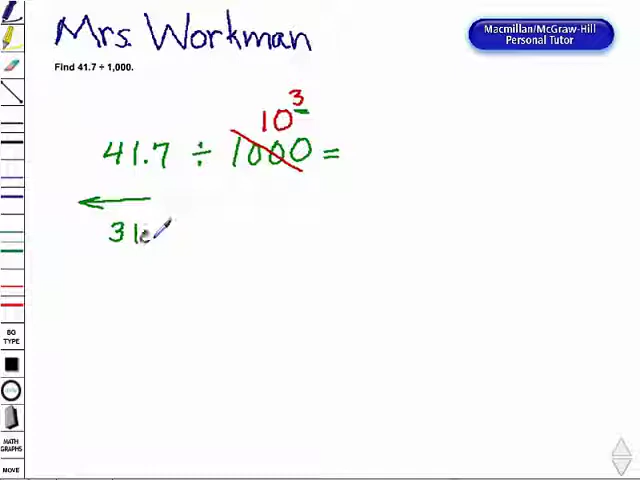 Mrs. Workman
Macmillan/McGraw-Hill
Personal Tutor
Find 41.7 ÷ 1,000.
10³
41.7 ÷ 1000 =
3
80
TYPE
MATH
GRAPHS
MOVE